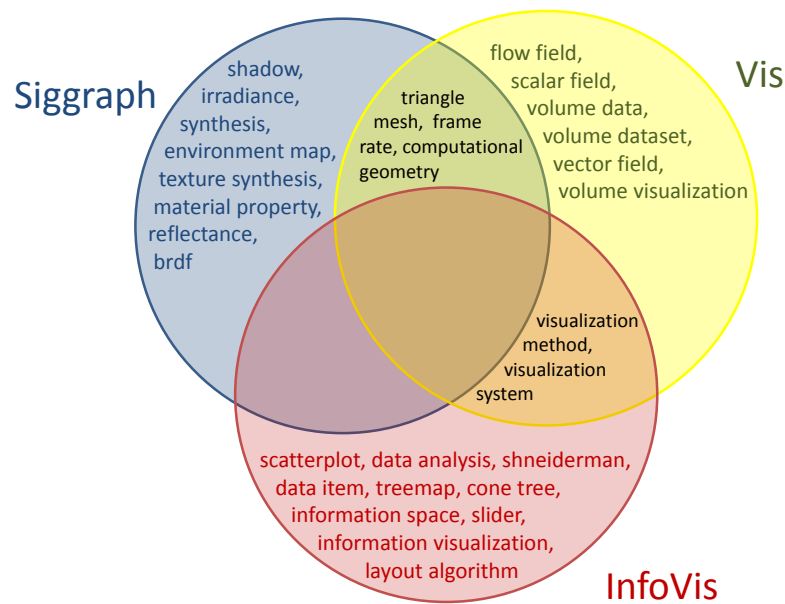 Siggraph
shadow,
irradiance,
synthesis,
environment map,
texture synthesis,
material property,
reflectance,
brdf
triangle
mesh, frame
rate, computational
geometry
Vis
flow field,
scalar field,
volume data,
volume dataset,
vector field,
volume visualization
visualization
method,
visualization
system
scatterplot, data analysis, shneiderman,
data item, treemap, cone tree,
information space, slider,
information visualization,
layout algorithm
InfoVis